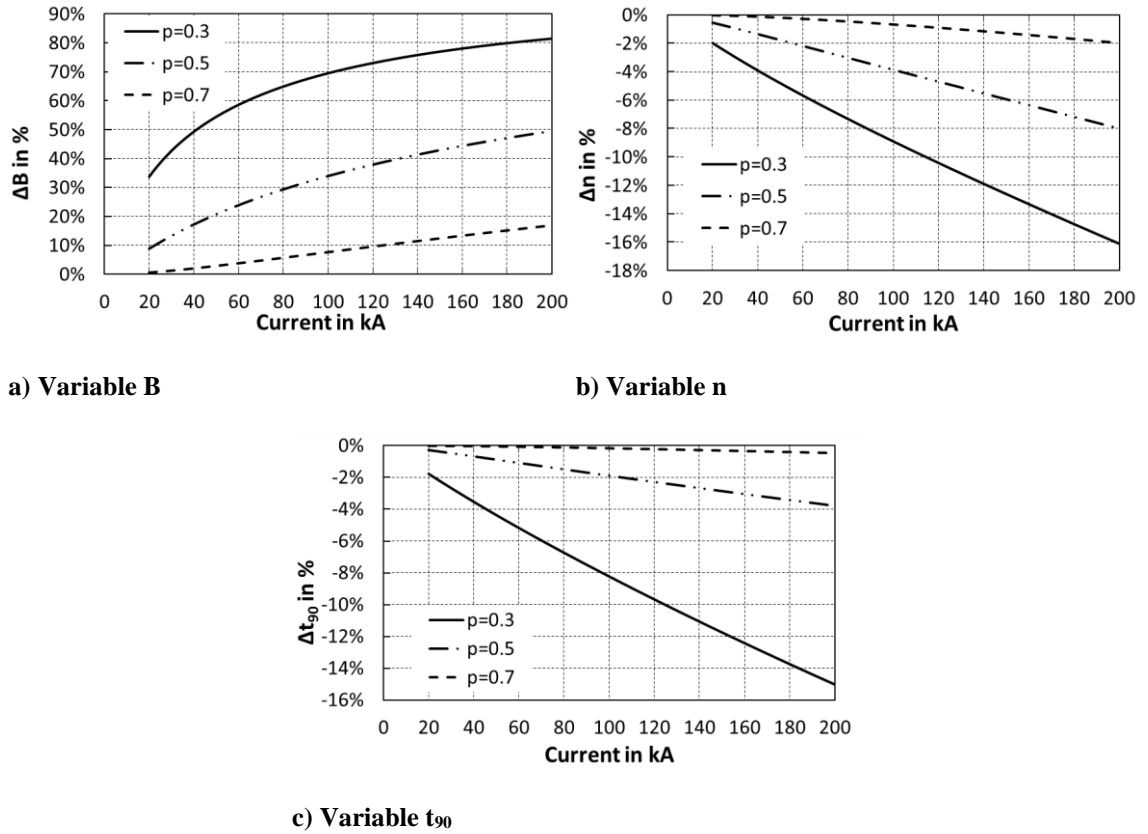 90%
80%
70%
60%
50%
40%
30%
20%
10%
0%
ΔB in %
p=0.3
p=0.5
p=0.7
0 20 40 60 80 100 120 140 160 180 200
Current in kA
a) Variable B
0%
-2%
-4%
-6%
-8%
-10%
-12%
-14%
-16%
-18%
Δn in %
p=0.3
p=0.5
p=0.7
0 20 40 60 80 100 120 140 160 180 200
Current in kA
b) Variable n
0%
-2%
-4%
-6%
-8%
-10%
-12%
-14%
-16%
Δt₉₀ in %
p=0.3
p=0.5
p=0.7
0 20 40 60 80 100 120 140 160 180 200
Current in kA
c) Variable t₉₀